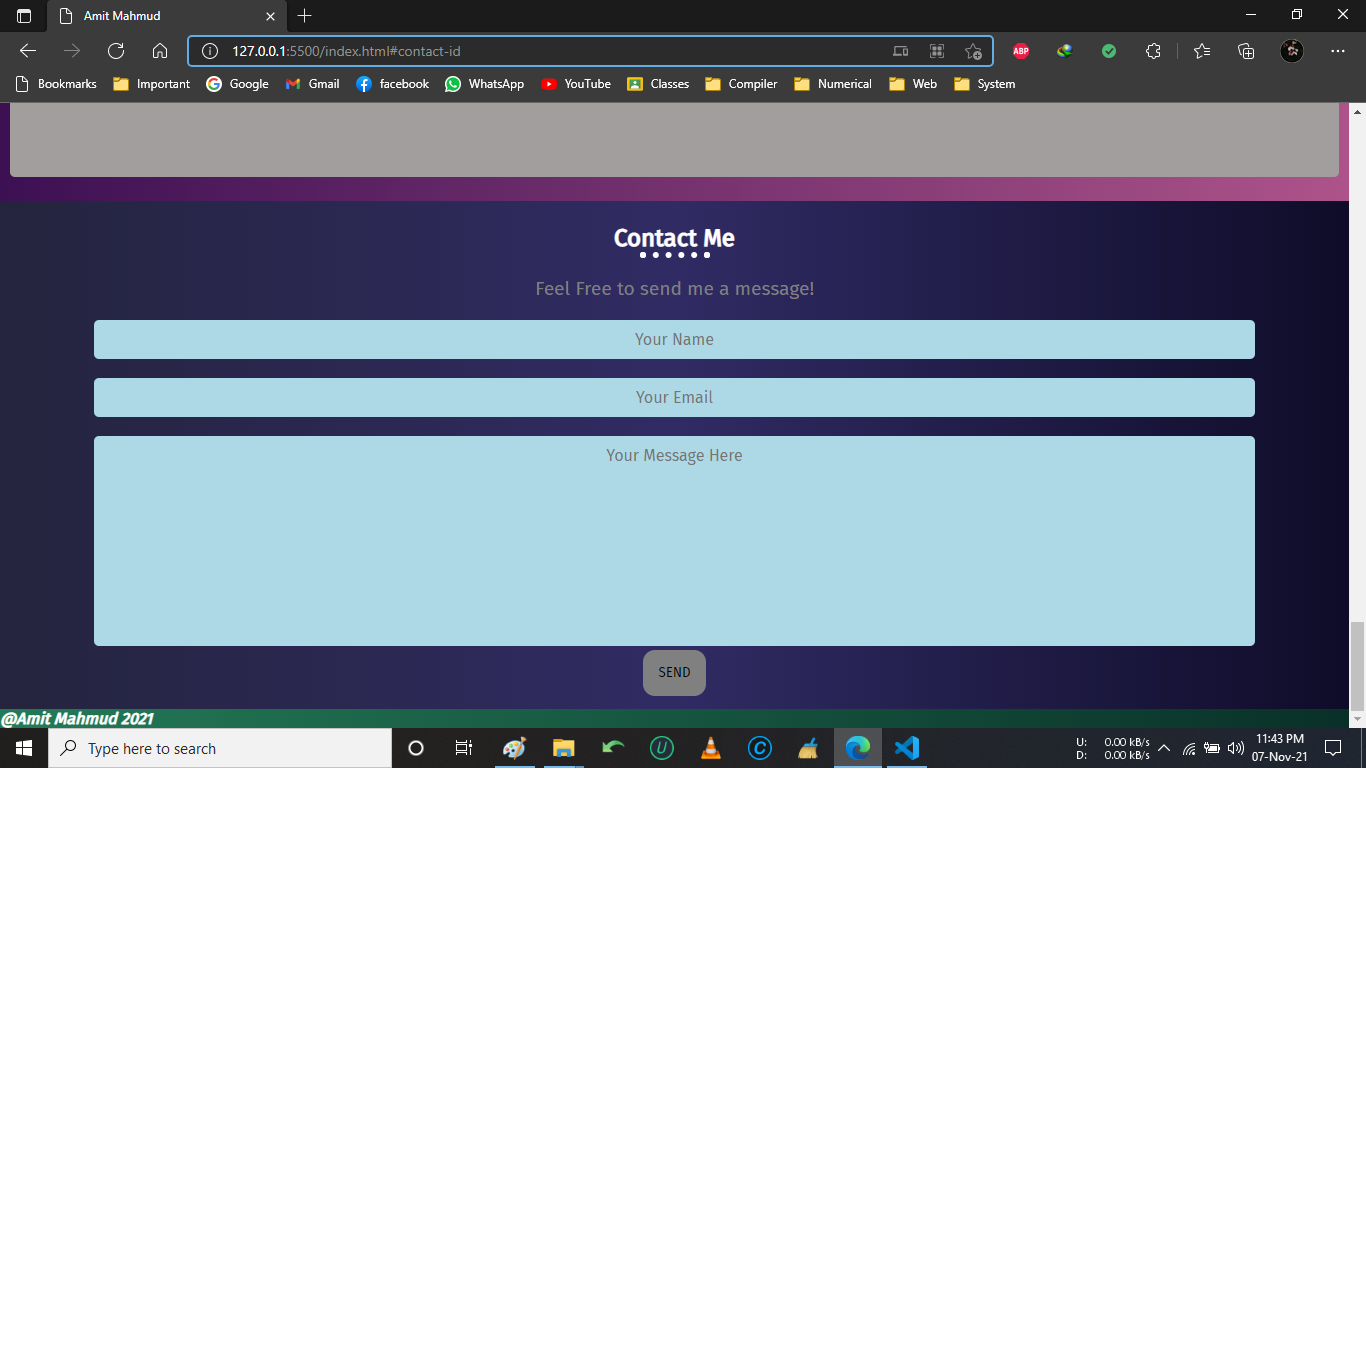 Amit Mahmud
127.0.0.1:5500/index.html#contact-id
ABP
Bookmarks Important Google Gmail facebook WhatsApp YouTube Classes Compiler Numerical Web System
Contact Me
Feel Free to send me a message!
Your Name
Your Email
Your Message Here
SEND
@Amit Mahmud 2021
Type here to search
U: 0.00 kB/s
D: 0.00 kB/s
11:43 PM
07-Nov-21